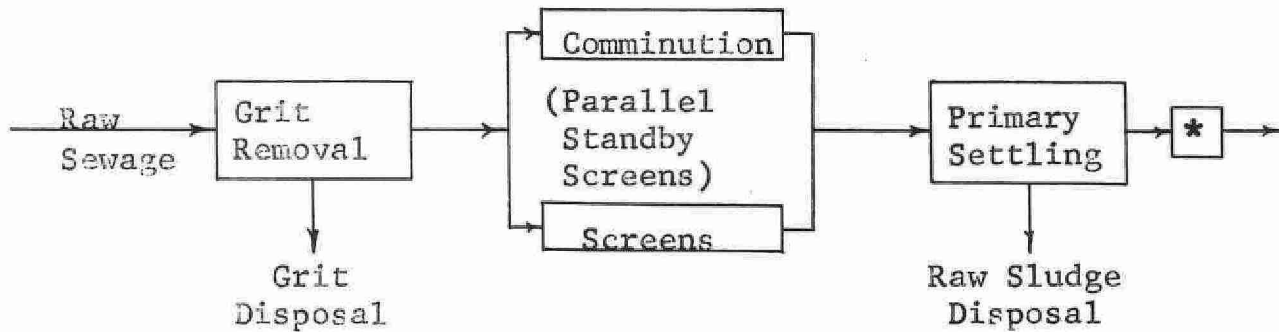 Raw
Sewage
Grit
Removal
Grit
Disposal
Comminution
(Parallel
Standby
Screens)
Screens
Primary
Settling
*
Raw Sludge
Disposal